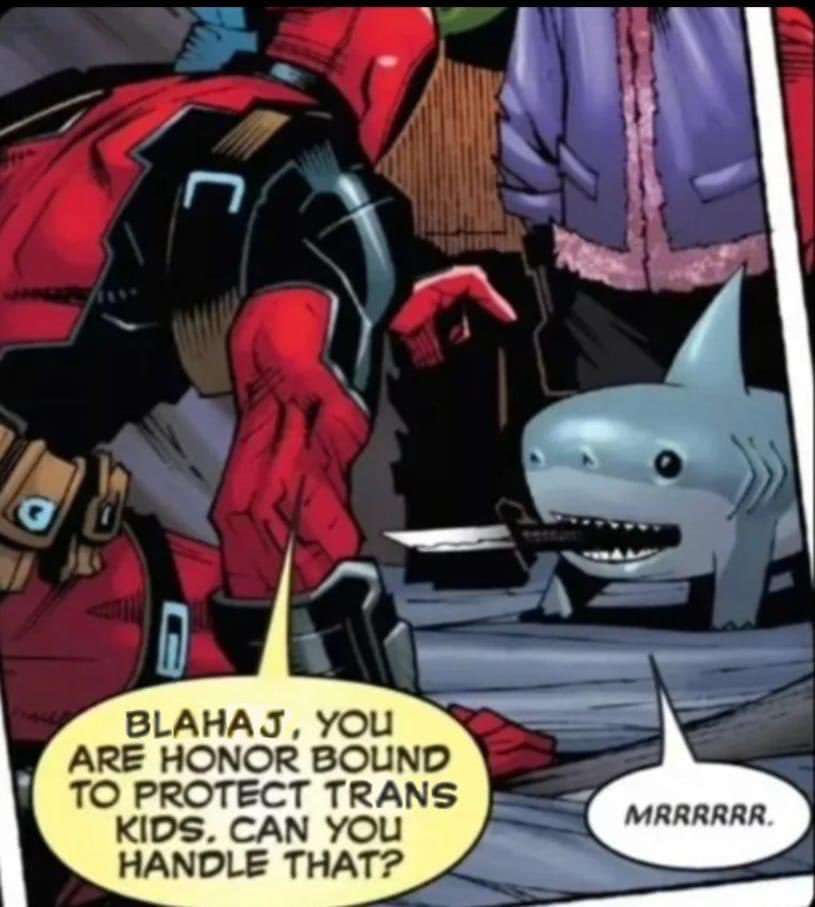 BLAHAJ, YOU
ARE HONOR BOUND
TO PROTECT TRANS
KIDS. CAN YOU
HANDLE THAT?
MRRRRRR.